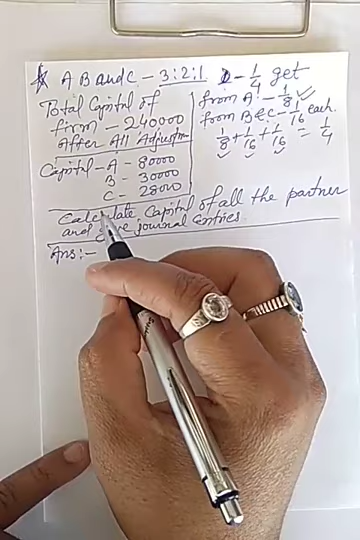 A B and C - 3:2:1 D - 1/4 get
Total Capital of
firm - 240000
After All Adjustm
Capital - A - 80000
B - 30000
C - 28000
from A - 1/8
from B & C - 1/16 each.
1/8 + 1/16 + 1/16 = 1/4
Calculate Capital of all the partner
and give journal entries.
Ans:-